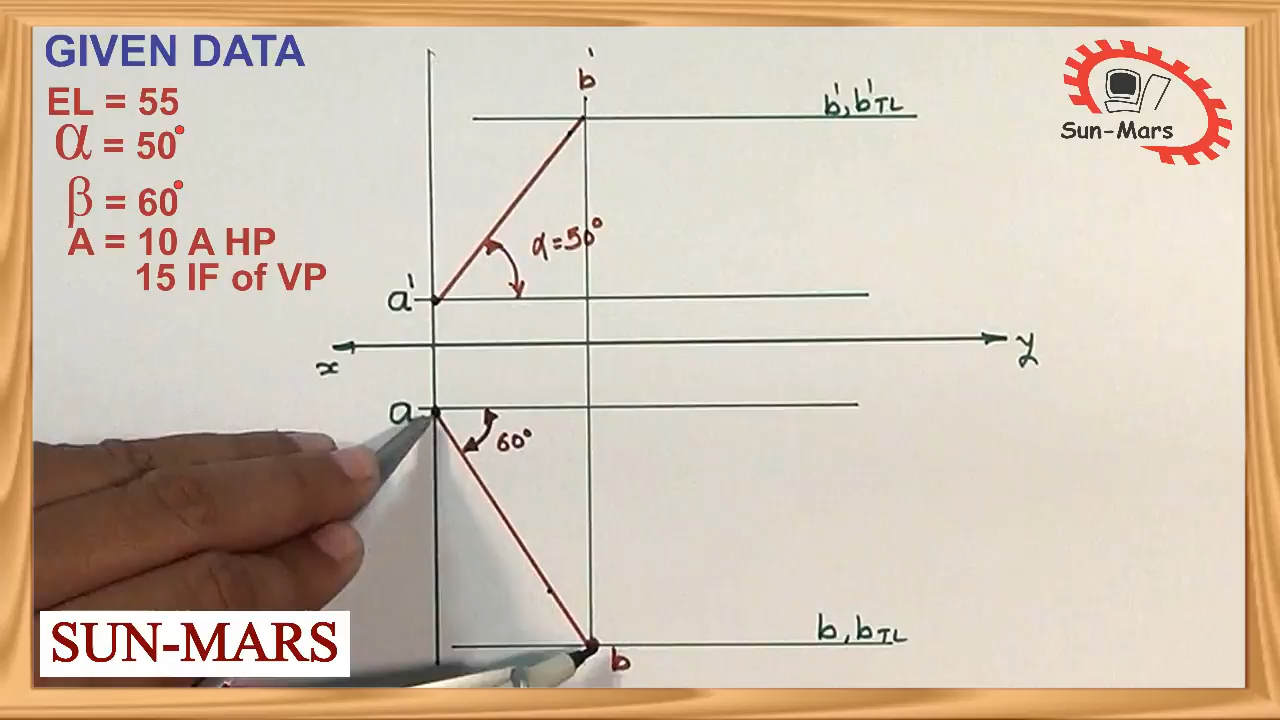 GIVEN DATA
EL = 55
α = 50°
β = 60°
A = 10 A HP
15 IF of VP
Sun-Mars
b'
b', b'TL
α = 50°
a'
x
y
a
60°
b, bTL
b
SUN-MARS